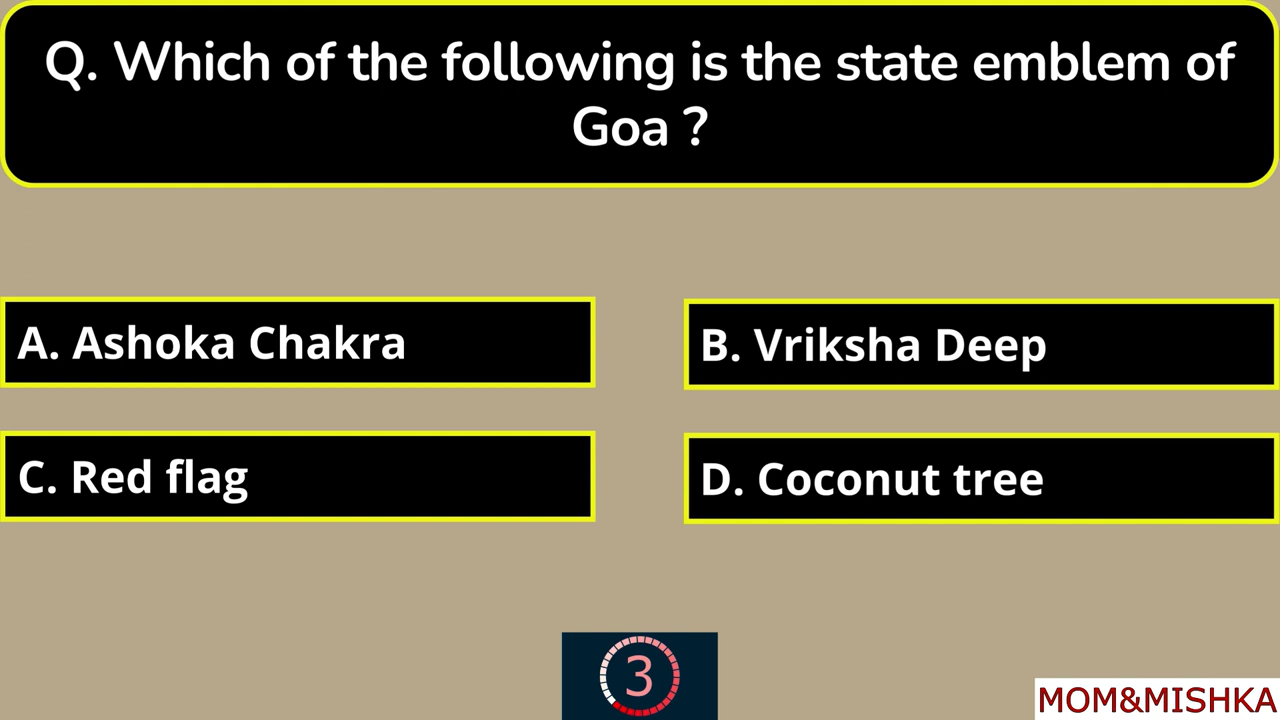 Q. Which of the following is the state emblem of
Goa ?
A. Ashoka Chakra
B. Vriksha Deep
C. Red flag
D. Coconut tree
3
MOM&MISHKA